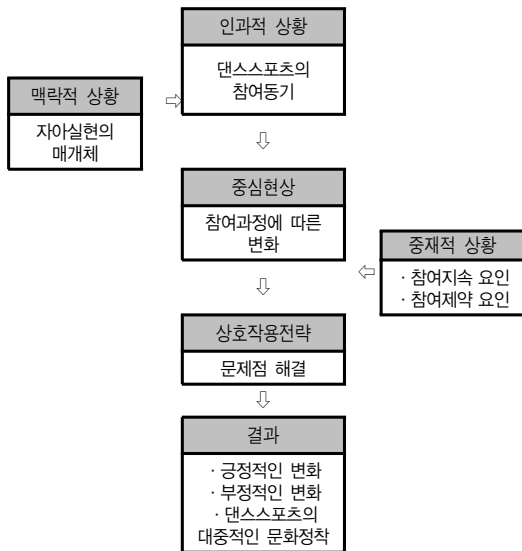 인과적 상황
댄스스포츠의
참여동기
맥락적 상황
자아실현의
매개체
중심현상
참여과정에 따른
변화
중재적 상황
· 참여지속 요인
· 참여제약 요인
상호작용전략
문제점 해결
결과
· 긍정적인 변화
· 부정적인 변화
· 댄스스포츠의
대중적인 문화정착